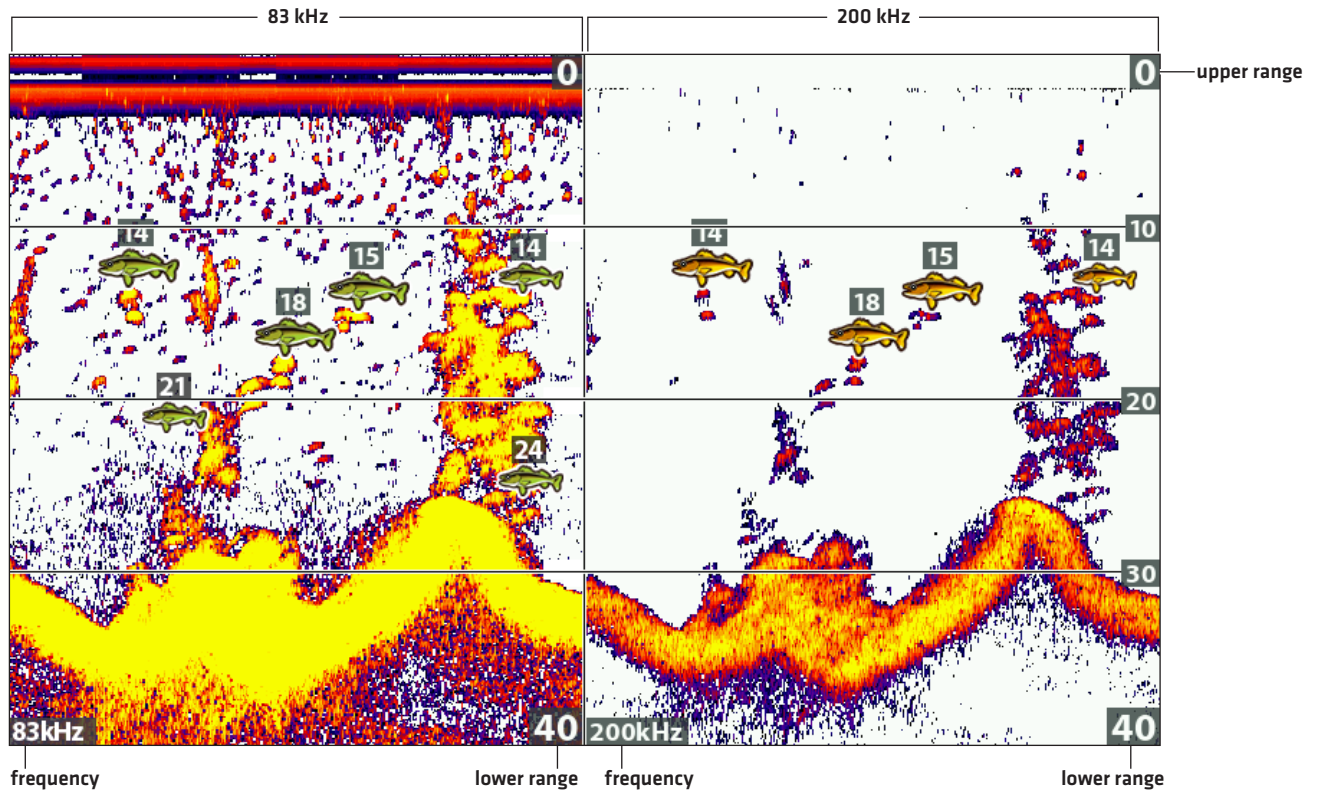 83 kHz
200 kHz
0
0
upper range
10
14
15
14
18
14
15
14
18
20
21
24
30
83kHz
40
200kHz
40
frequency
lower range
frequency
lower range